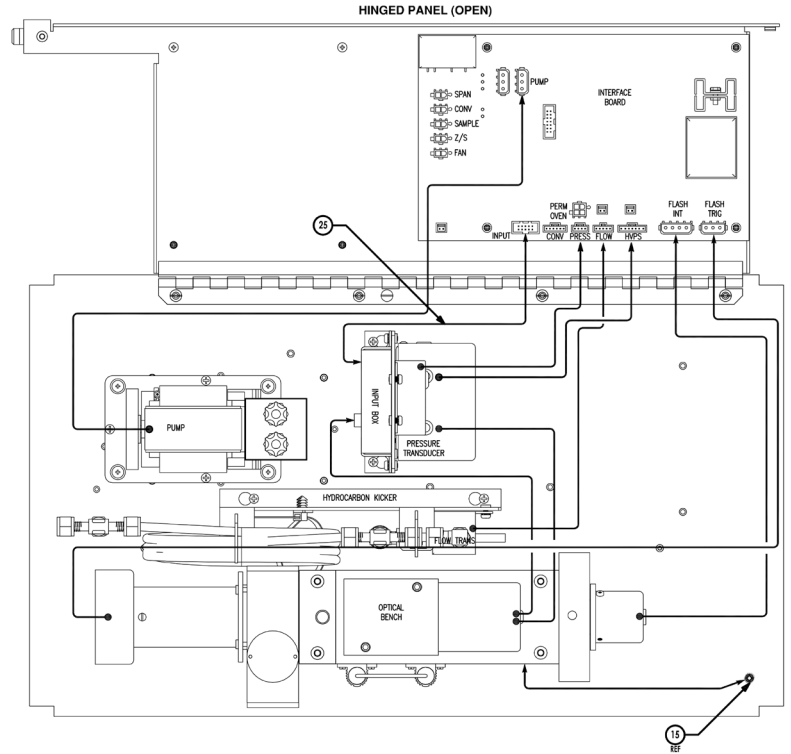 HINGED PANEL (OPEN)
PUMP
SPAN
CONV
SAMPLE
Z/S
FAN
INTERFACE
BOARD
PERM
OVEN
FLASH
INT
FLASH
TRIG
INPUT
CONV
PRESS
FLOW
HVPS
25
INPUT BOX
PUMP
PRESSURE
TRANSDUCER
HYDROCARBON KICKER
FLOW TRANS
OPTICAL
BENCH
15
REF